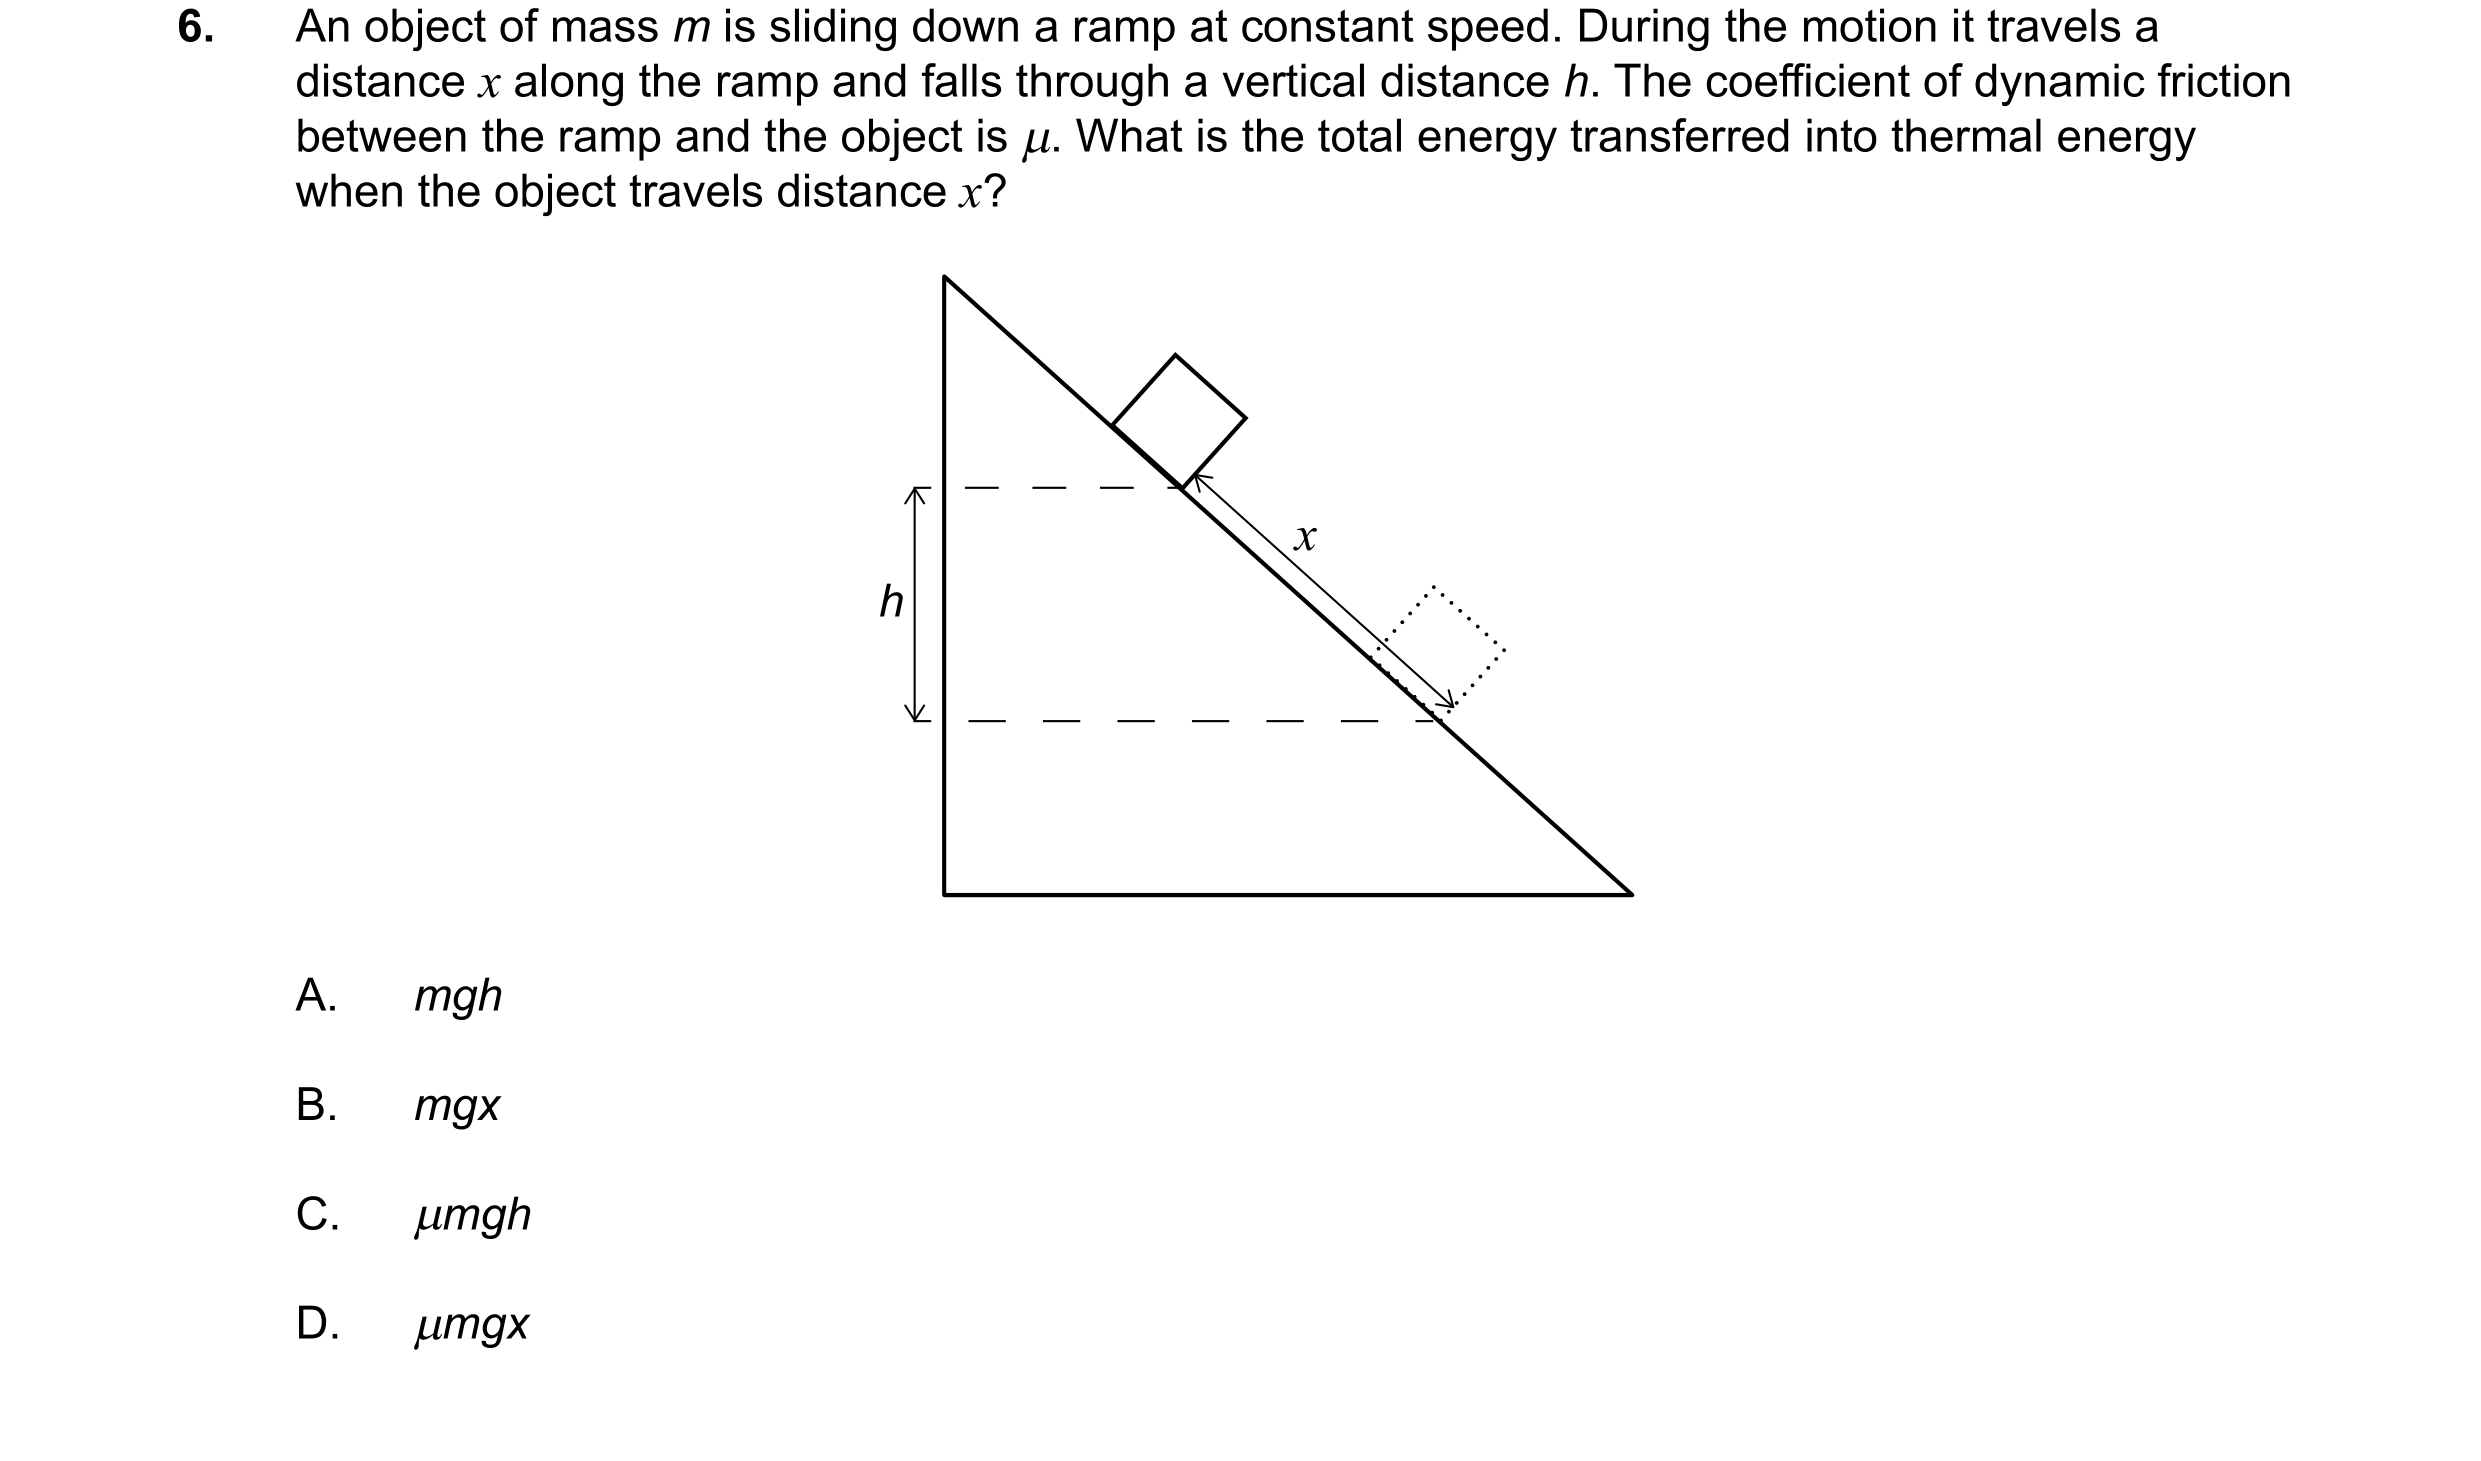 6. An object of mass m is sliding down a ramp at constant speed. During the motion it travels a
distance x along the ramp and falls through a vertical distance h. The coefficient of dynamic friction
between the ramp and the object is μ. What is the total energy transferred into thermal energy
when the object travels distance x?
x
h
A. mgh
B. mgx
C. μmgh
D. μmgx